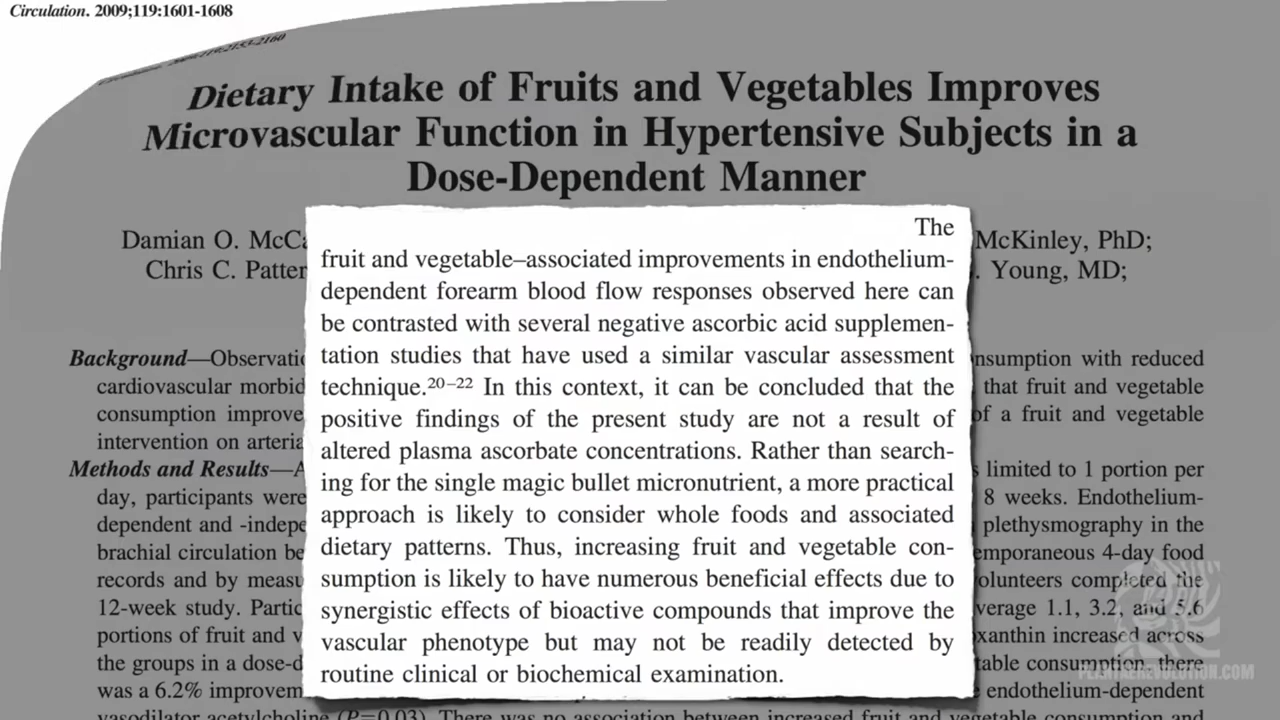 Circulation. 2009;119:1601-1608
Dietary Intake of Fruits and Vegetables Improves
Microvascular Function in Hypertensive Subjects in a
Dose-Dependent Manner
Damian O. McCa McKinley, PhD;
Chris C. Patter . Young, MD;
The
fruit and vegetable–associated improvements in endothelium-
dependent forearm blood flow responses observed here can
be contrasted with several negative ascorbic acid supplemen-
tation studies that have used a similar vascular assessment
technique.20–22 In this context, it can be concluded that the
positive findings of the present study are not a result of
altered plasma ascorbate concentrations. Rather than search-
ing for the single magic bullet micronutrient, a more practical
approach is likely to consider whole foods and associated
dietary patterns. Thus, increasing fruit and vegetable con-
sumption is likely to have numerous beneficial effects due to
synergistic effects of bioactive compounds that improve the
vascular phenotype but may not be readily detected by
routine clinical or biochemical examination.
Background—Observatio nsumption with reduced
cardiovascular morbid that fruit and vegetable
consumption improve of a fruit and vegetable
intervention on arteria
Methods and Results—A s limited to 1 portion per
day, participants were 8 weeks. Endothelium-
dependent and -indepe plethysmography in the
brachial circulation be emporaneous 4-day food
records and by measu olunteers completed the
12-week study. Partic verage 1.1, 3.2, and 5.6
portions of fruit and v xanthin increased across
the groups in a dose-d table consumption, there
was a 6.2% improvem endothelium-dependent
vasodilator acetylcholine (P=0.03). There was no association between increased fruit and vegetable consumption and
PLANTAEREVOLUTION.COM